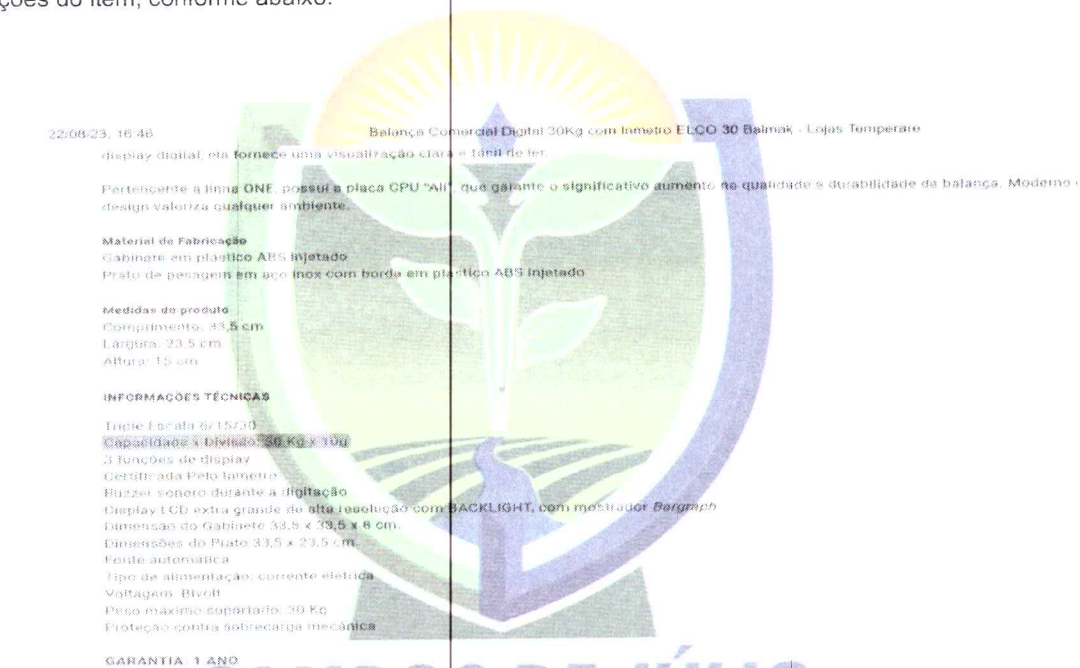 ções do item, conforme abaixo:
22/08/23, 16:46 Balança Comercial Digital 30Kg com Inmetro ELCO 30 Balmak - Lojas Temperare
display digital, ela fornece uma visualização clara e fácil de ler.
Pertencente a linha ONE, possui a placa CPU "All", que garante o significativo aumento na qualidade e durabilidade da balança. Moderno
design valoriza qualquer ambiente.
Material de Fabricação
Gabinete em plástico ABS Injetado
Prato de pesagem em aço Inox com borda em plástico ABS Injetado
Medidas do produto
Comprimento: 33,5 cm
Largura: 23,5 cm
Altura: 15 cm
INFORMAÇÕES TÉCNICAS
Triple Escala 6/15/30
Capacidade x Divisão: 30 Kg x 10g
3 funções de display
Certificada Pelo Inmetro
Buzzer sonoro durante a digitação
Display LCD extra grande de alta resolução com BACKLIGHT, com mostrador Bargraph
Dimensão do Gabinete 33,5 x 33,5 x 8 cm.
Dimensões do Prato 33,5 x 23,5 cm.
Fonte automática
Tipo de alimentação: corrente elétrica
Voltagem: Bivolt
Peso máximo suportado: 30 Kg
Proteção contra sobrecarga mecânica
GARANTIA: 1 ANO
CAMPOS DE JÚLIO